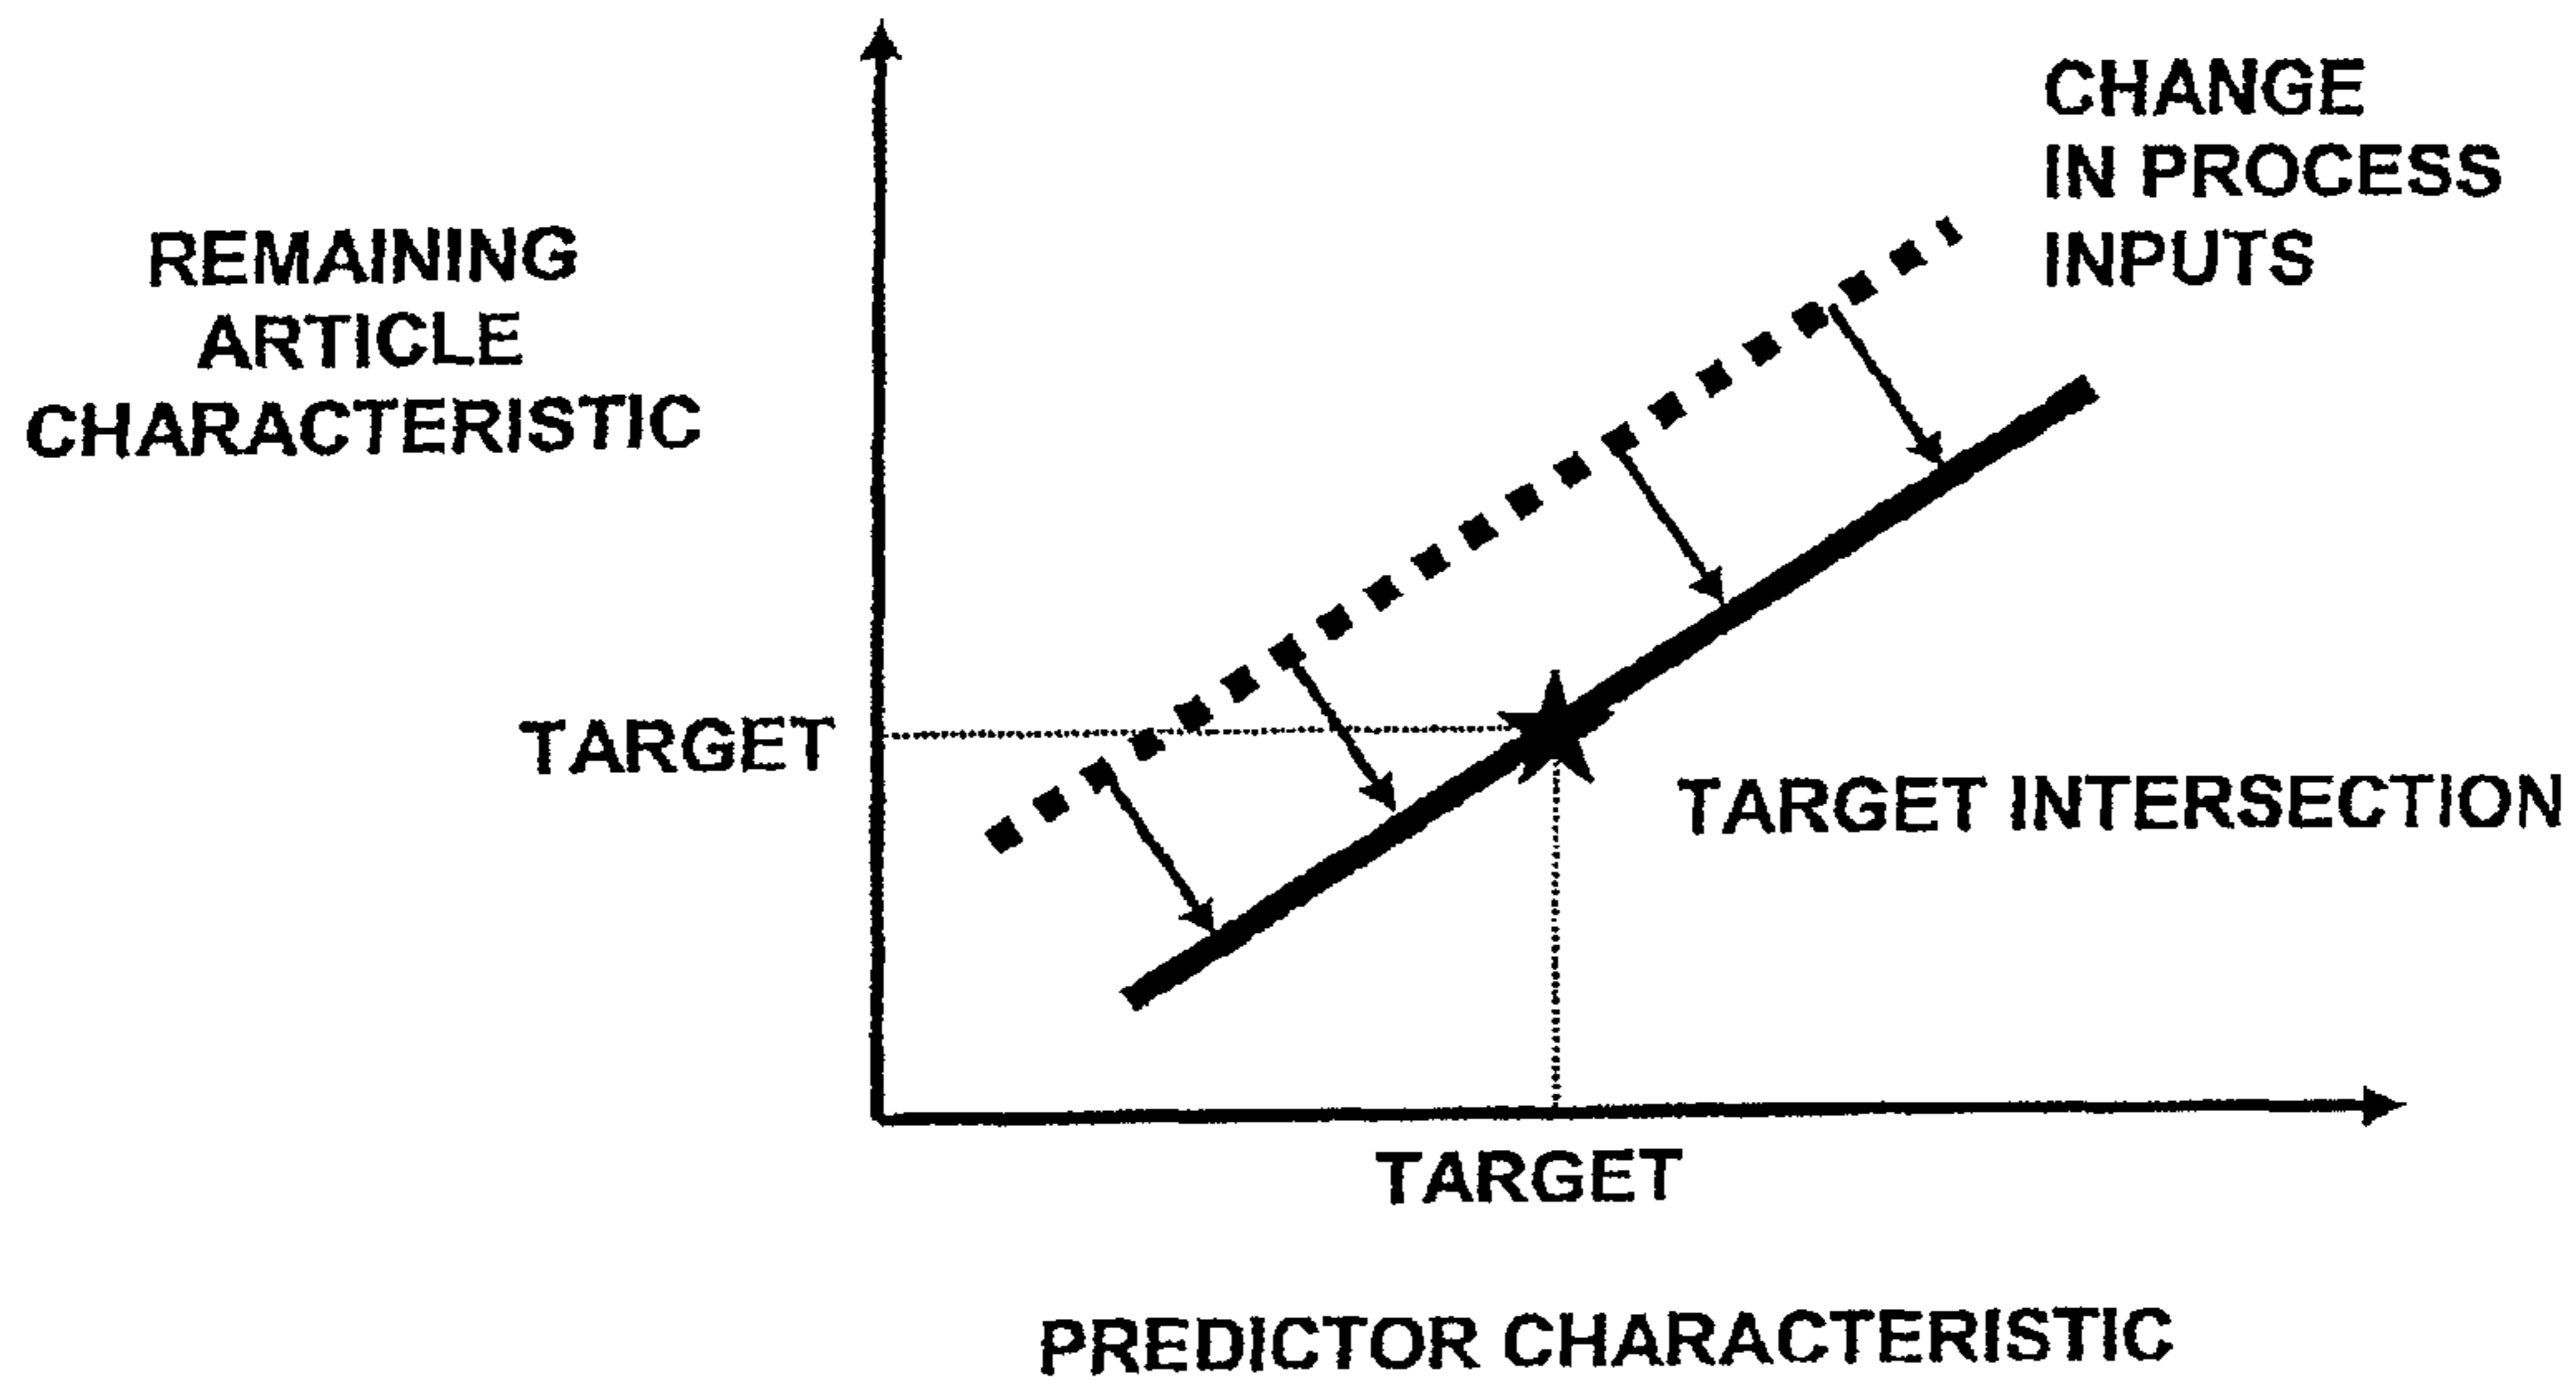 CHANGE
IN PROCESS
INPUTS
REMAINING
ARTICLE
CHARACTERISTIC
TARGET
TARGET INTERSECTION
TARGET
PREDICTOR CHARACTERISTIC